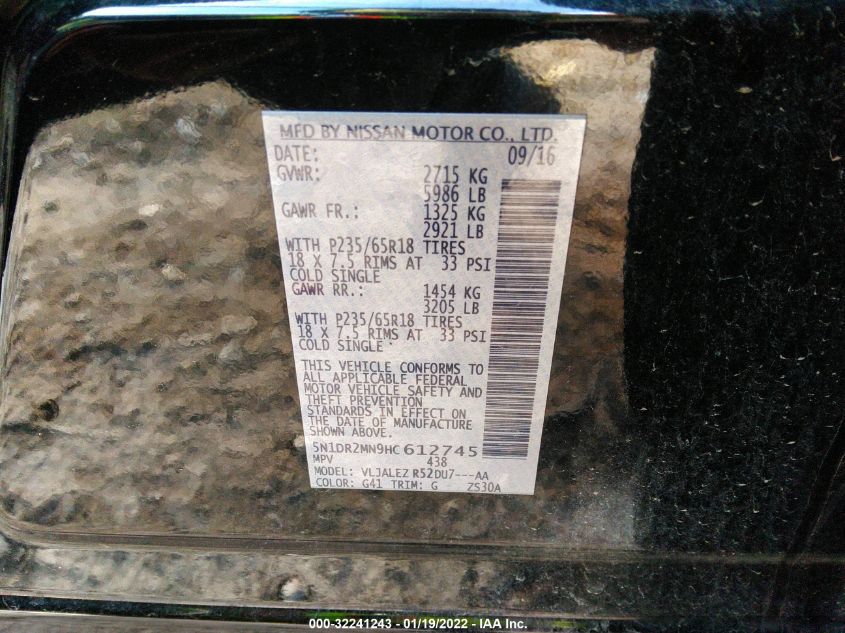 MFD BY NISSAN MOTOR CO., LTD.
DATE: 09/16
GVWR: 2715 KG
5986 LB
GAWR FR.: 1325 KG
2921 LB
WITH P235/65R18 TIRES
18 X 7.5 RIMS AT 33 PSI
COLD SINGLE
GAWR RR.: 1454 KG
3205 LB
WITH P235/65R18 TIRES
18 X 7.5 RIMS AT 33 PSI
COLD SINGLE
THIS VEHICLE CONFORMS TO
ALL APPLICABLE FEDERAL
MOTOR VEHICLE SAFETY AND
THEFT PREVENTION
STANDARDS IN EFFECT ON
THE DATE OF MANUFACTURE
SHOWN ABOVE.
5N1DR2MN9HC612745
MPV 438
MODEL: VLJALEZ R52DU7---AA
COLOR: G41 TRIM: G ZS30A
000-32241243 - 01/19/2022 - IAA Inc.